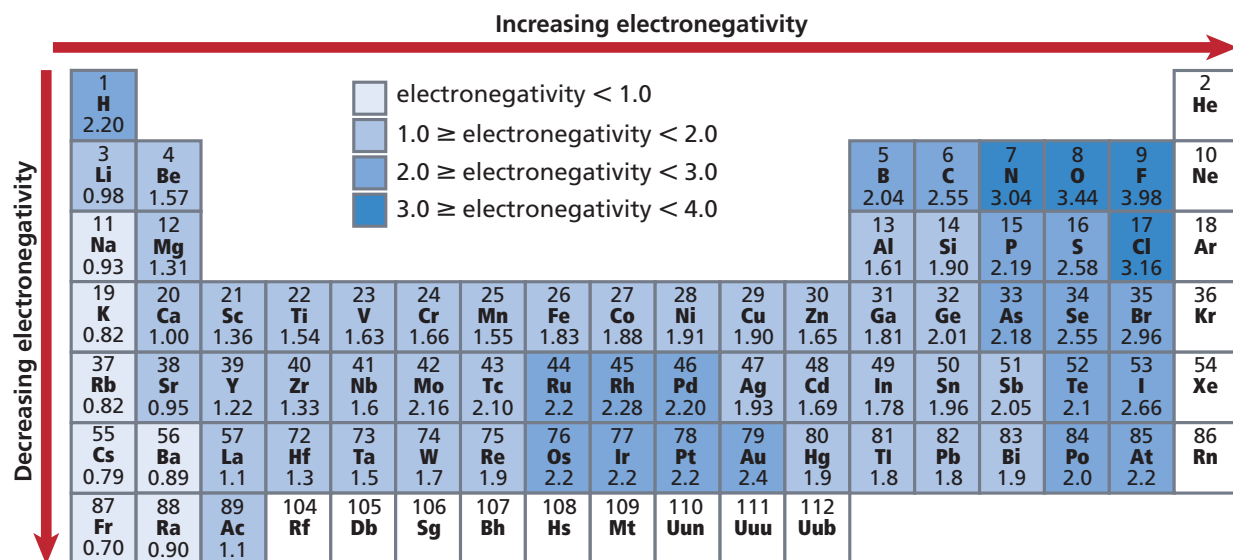 Increasing electronegativity
Decreasing electronegativity
electronegativity < 1.0
1.0 ≥ electronegativity < 2.0
2.0 ≥ electronegativity < 3.0
3.0 ≥ electronegativity < 4.0
1 2
H He
2.20
3 4 5 6 7 8 9 10
Li Be B C N O F Ne
0.98 1.57 2.04 2.55 3.04 3.44 3.98
11 12 13 14 15 16 17 18
Na Mg Al Si P S Cl Ar
0.93 1.31 1.61 1.90 2.19 2.58 3.16
19 20 21 22 23 24 25 26 27 28 29 30 31 32 33 34 35 36
K Ca Sc Ti V Cr Mn Fe Co Ni Cu Zn Ga Ge As Se Br Kr
0.82 1.00 1.36 1.54 1.63 1.66 1.55 1.83 1.88 1.91 1.90 1.65 1.81 2.01 2.18 2.55 2.96
37 38 39 40 41 42 43 44 45 46 47 48 49 50 51 52 53 54
Rb Sr Y Zr Nb Mo Tc Ru Rh Pd Ag Cd In Sn Sb Te I Xe
0.82 0.95 1.22 1.33 1.6 2.16 2.10 2.2 2.28 2.20 1.93 1.69 1.78 1.96 2.05 2.1 2.66
55 56 57 72 73 74 75 76 77 78 79 80 81 82 83 84 85 86
Cs Ba La Hf Ta W Re Os Ir Pt Au Hg TI Pb Bi Po At Rn
0.79 0.89 1.1 1.3 1.5 1.7 1.9 2.2 2.2 2.2 2.4 1.9 1.8 1.8 1.9 2.0 2.2
87 88 89 104 105 106 107 108 109 110 111 112
Fr Ra Ac Rf Db Sg Bh Hs Mt Uun Uuu Uub
0.70 0.90 1.1